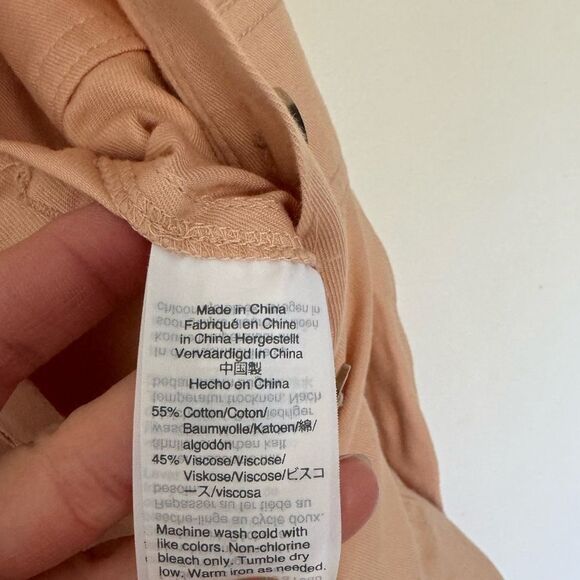 Made in China
Fabriqué en Chine
in China Hergestellt
Vervaardigd In China
中国製
Hecho en China
55% Cotton/Coton/
Baumwolle/Katoen/綿/
algodón
45% Viscose/Viscose/
Viskose/Viscose/ビスコ
ース/viscosa
Machine wash cold with
like colors. Non-chlorine
bleach only. Tumble dry
low. Warm iron as needed.